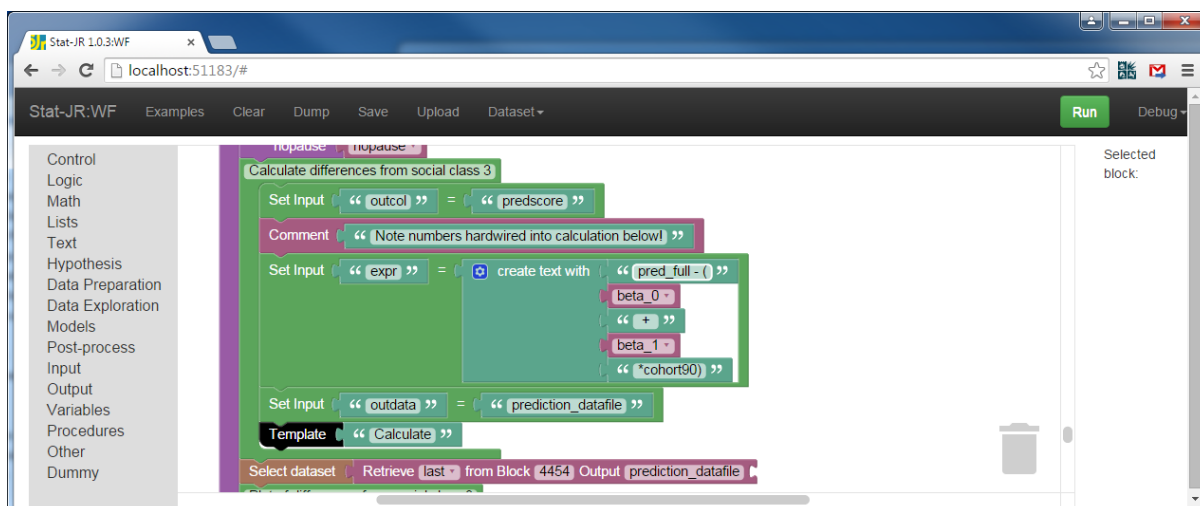 Stat-JR 1.0.3:WF
localhost:51183/#
Stat-JR:WF Examples Clear Dump Save Upload Dataset Run Debug
Control
Logic
Math
Lists
Text
Hypothesis
Data Preparation
Data Exploration
Models
Post-process
Input
Output
Variables
Procedures
Other
Dummy
nopause nopause
Calculate differences from social class 3
Set Input “ outcol ” = “ predscore ”
Comment “ Note numbers hardwired into calculation below! ”
Set Input “ expr ” = create text with “ pred_full - ( ”
beta_0
“ + ”
beta_1
“ *cohort90) ”
Set Input “ outdata ” = “ prediction_datafile ”
Template “ Calculate ”
Select dataset Retrieve last from Block 4454 Output prediction_datafile
Selected
block: